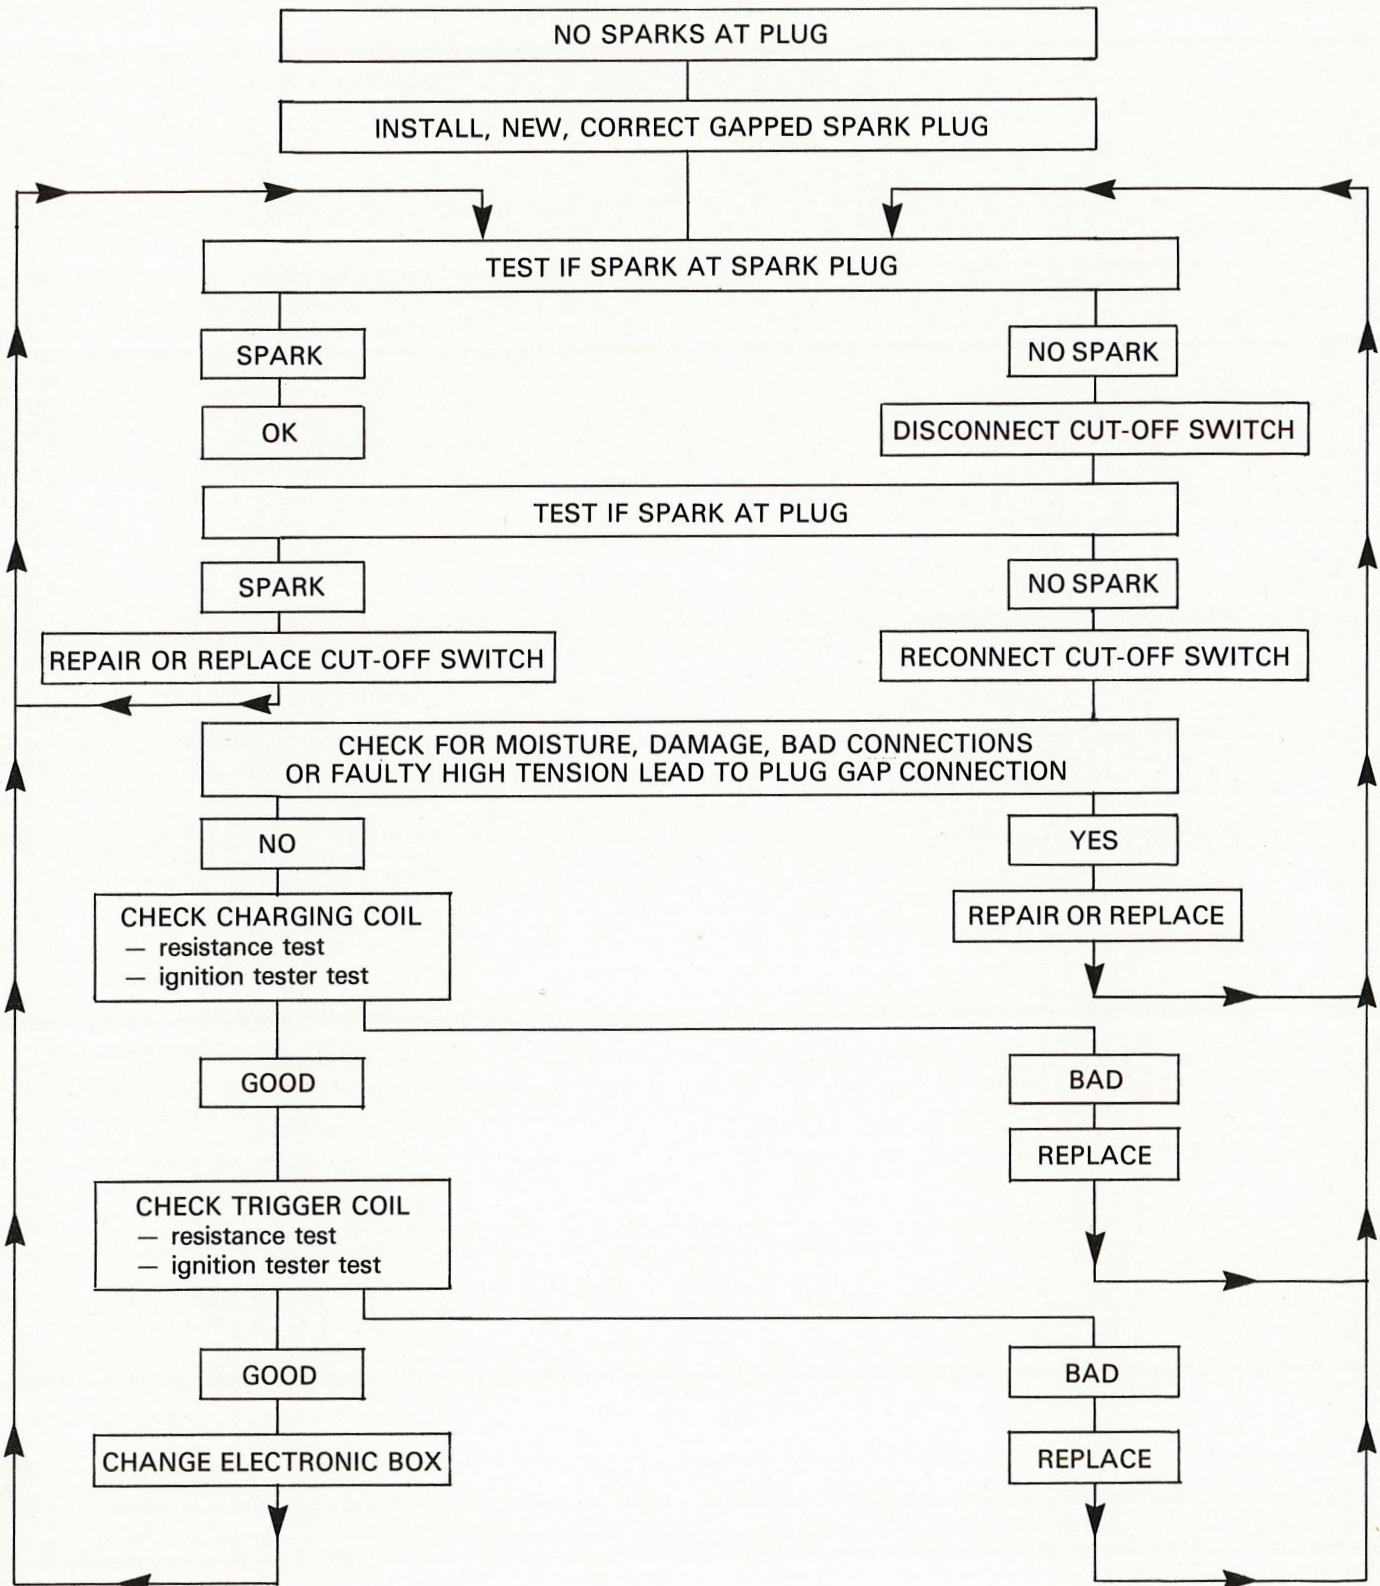 NO SPARKS AT PLUG
INSTALL, NEW, CORRECT GAPPED SPARK PLUG
TEST IF SPARK AT SPARK PLUG
SPARK
NO SPARK
OK
DISCONNECT CUT-OFF SWITCH
TEST IF SPARK AT PLUG
SPARK
NO SPARK
REPAIR OR REPLACE CUT-OFF SWITCH
RECONNECT CUT-OFF SWITCH
CHECK FOR MOISTURE, DAMAGE, BAD CONNECTIONS
OR FAULTY HIGH TENSION LEAD TO PLUG GAP CONNECTION
NO
YES
CHECK CHARGING COIL
— resistance test
— ignition tester test
REPAIR OR REPLACE
GOOD
BAD
REPLACE
CHECK TRIGGER COIL
— resistance test
— ignition tester test
GOOD
BAD
CHANGE ELECTRONIC BOX
REPLACE